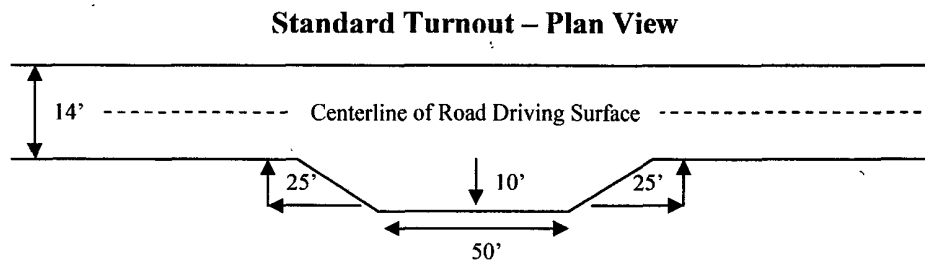 Standard Turnout – Plan View
14' Centerline of Road Driving Surface
25' 10' 25'
50'